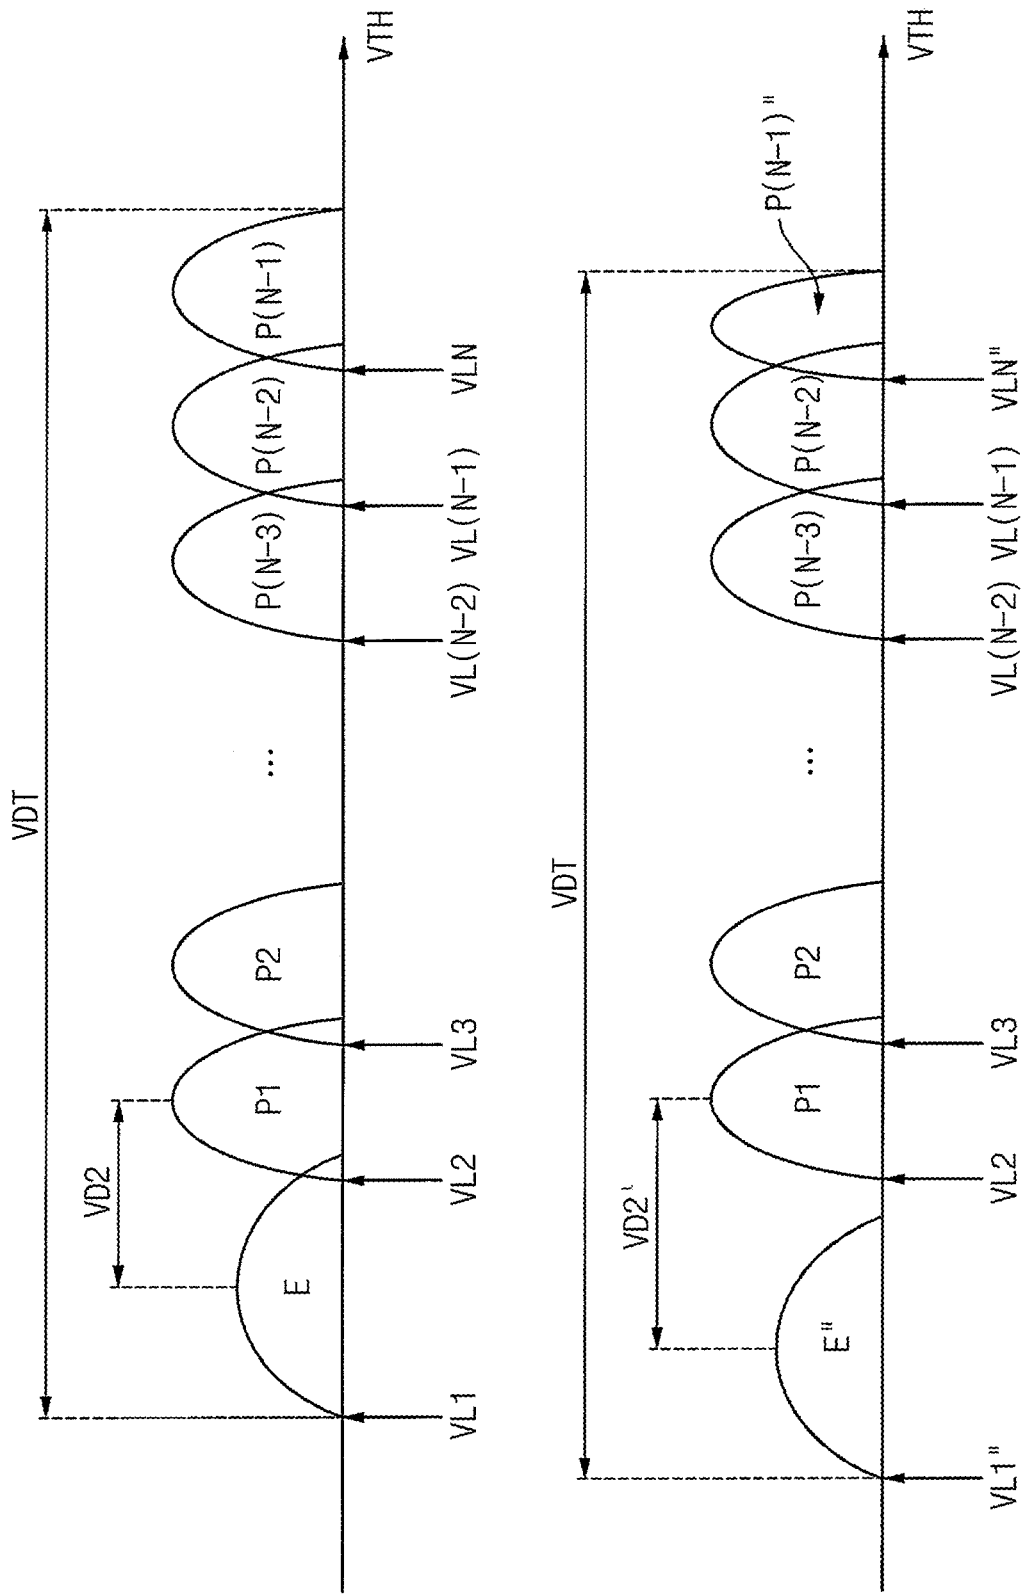 VDT
VD2
E
P1
P2
...
P(N-3)
P(N-2)
P(N-1)
VL1
VL2
VL3
VL(N-2)
VL(N-1)
VLN
VTH
VDT
VD2'
E"
P1
P2
...
P(N-3)
P(N-2)
P(N-1)"
VL1"
VL2
VL3
VL(N-2)
VL(N-1)
VLN"
VTH